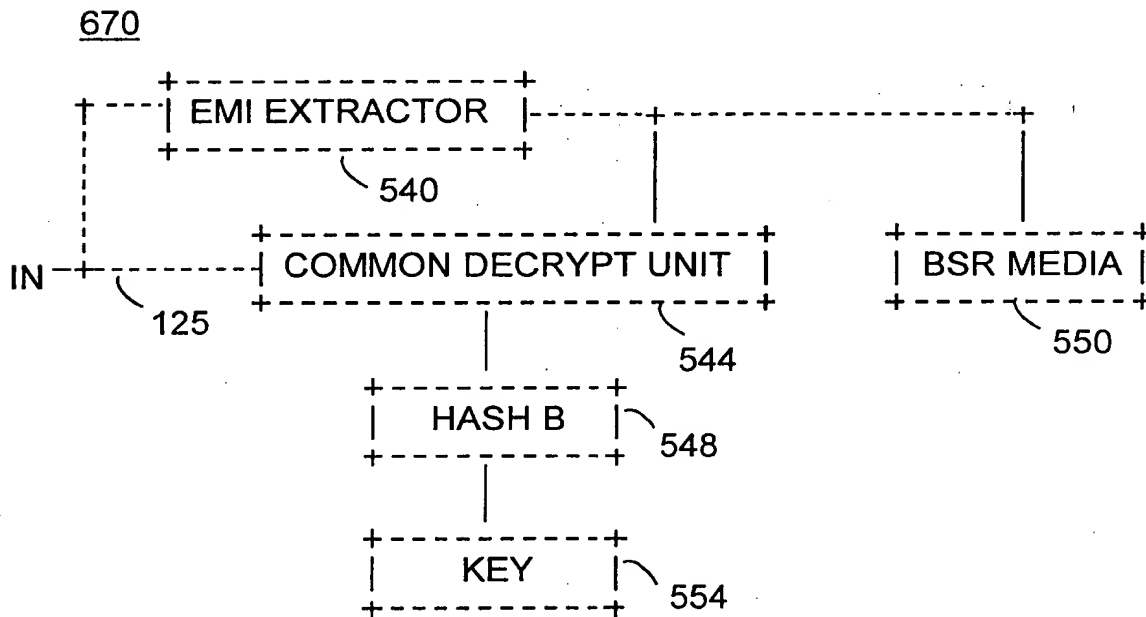 670
EMI EXTRACTOR
540
IN
COMMON DECRYPT UNIT
BSR MEDIA
125
544
550
HASH B
548
KEY
554